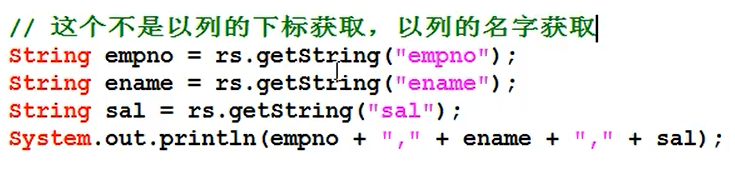 // 这个不是以列的下标获取，以列的名字获取
String empno = rs.getString("empno");
String ename = rs.getString("ename");
String sal = rs.getString("sal");
System.out.println(empno + "," + ename + "," + sal);